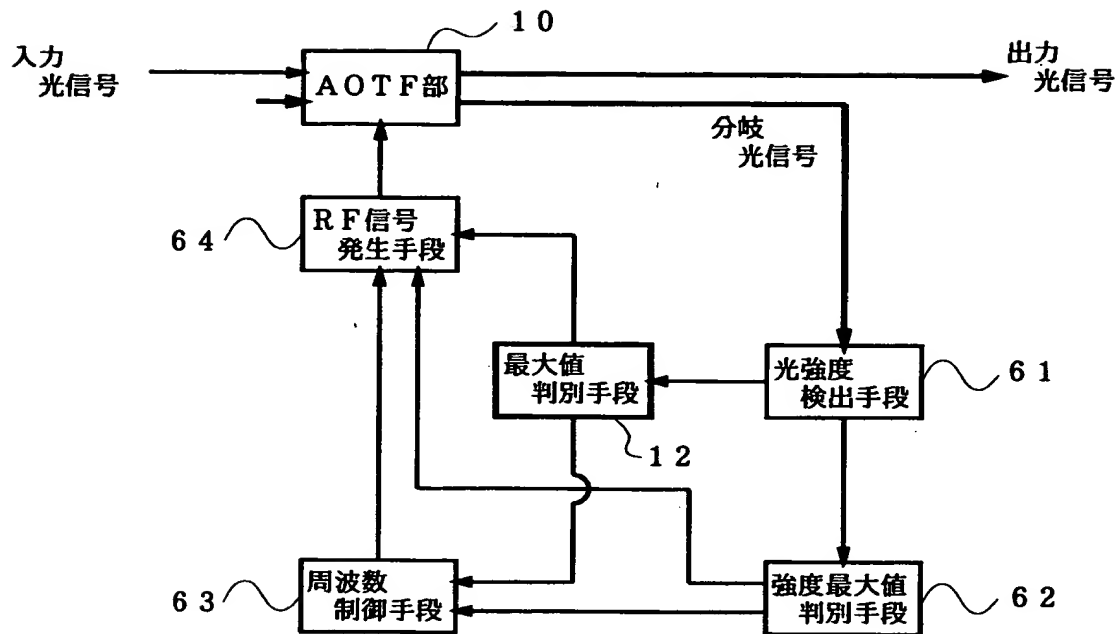 10
入力
光信号
AOTF部
出力
光信号
分岐
光信号
64
RF信号
発生手段
最大値
判別手段
12
光強度
検出手段
61
63
周波数
制御手段
強度最大値
判別手段
62